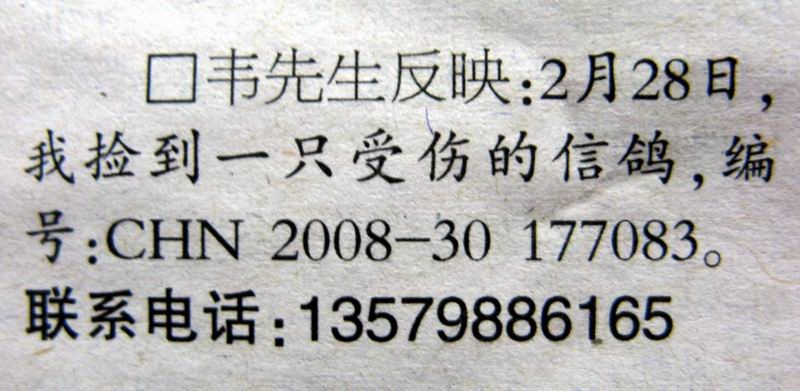 □韦先生反映:2月28日,
我捡到一只受伤的信鸽,编
号:CHN 2008-30 177083。
联系电话:13579886165